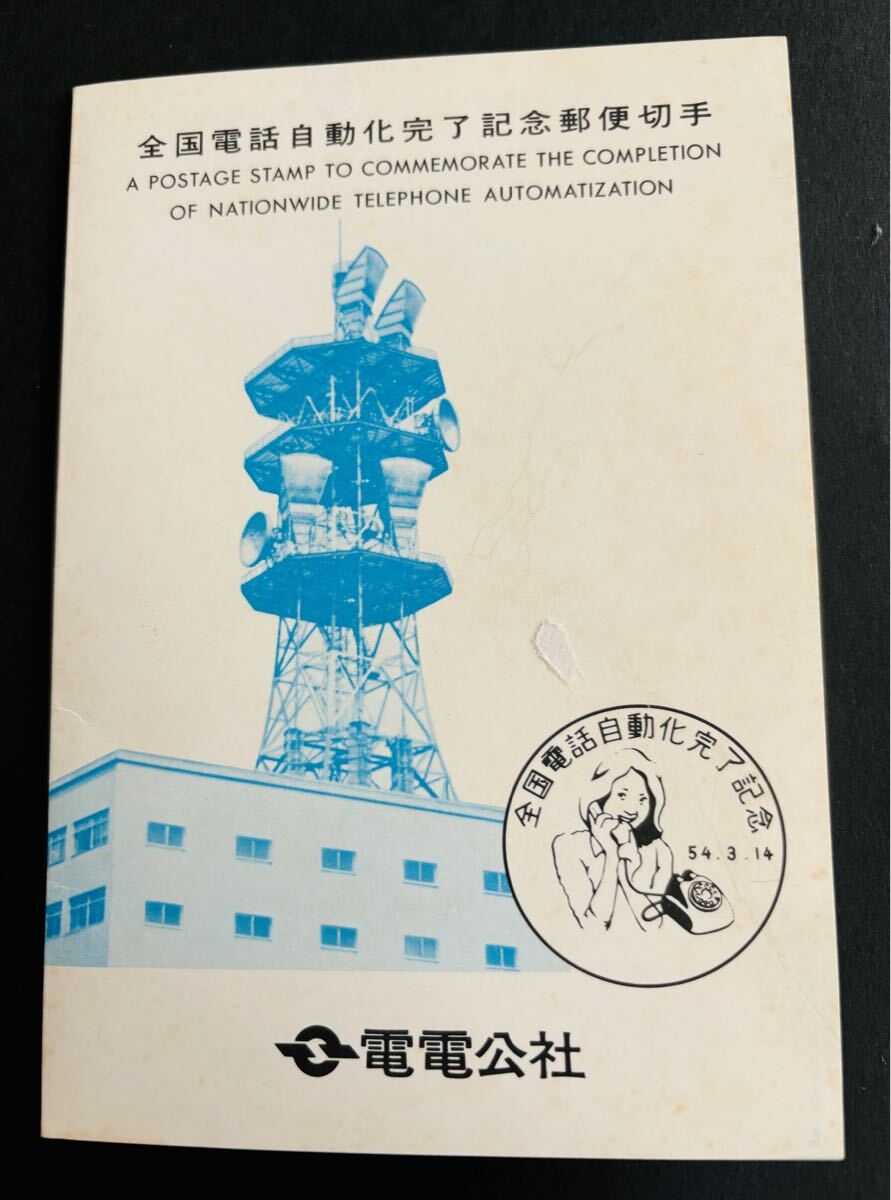 全国電話自動化完了記念郵便切手
A POSTAGE STAMP TO COMMEMORATE THE COMPLETION
OF NATIONWIDE TELEPHONE AUTOMATIZATION
全国電話自動化完了記念
54.3.14
電電公社